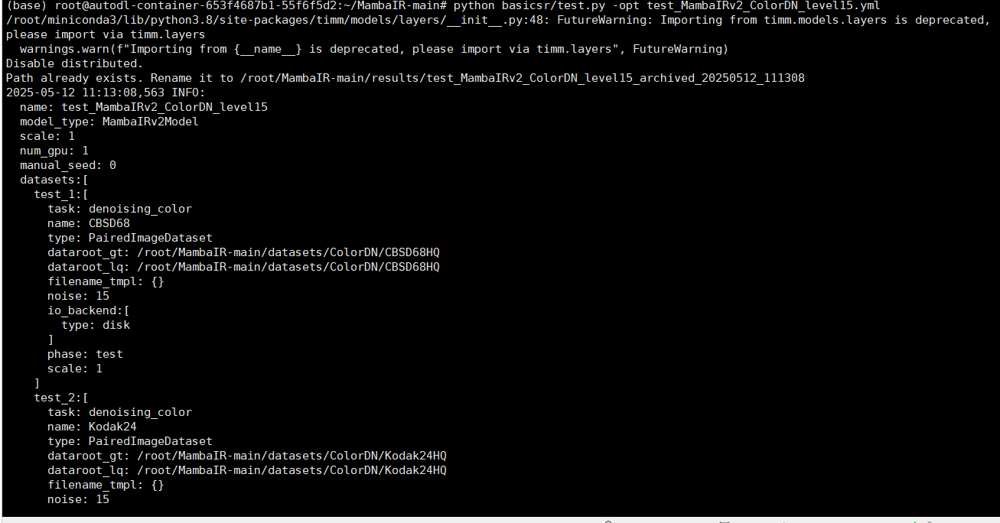 (base) root@autodl-container-653f4687b1-55f6f5d2:~/MambaIR-main# python basicsr/test.py -opt test_MambaIRv2_ColorDN_level15.yml
/root/miniconda3/lib/python3.8/site-packages/timm/models/layers/__init__.py:48: FutureWarning: Importing from timm.models.layers is deprecated,
please import via timm.layers
  warnings.warn(f"Importing from {__name__} is deprecated, please import via timm.layers", FutureWarning)
Disable distributed.
Path already exists. Rename it to /root/MambaIR-main/results/test_MambaIRv2_ColorDN_level15_archived_20250512_111308
2025-05-12 11:13:08,563 INFO:
  name: test_MambaIRv2_ColorDN_level15
  model_type: MambaIRv2Model
  scale: 1
  num_gpu: 1
  manual_seed: 0
  datasets:[
    test_1:[
      task: denoising_color
      name: CBSD68
      type: PairedImageDataset
      dataroot_gt: /root/MambaIR-main/datasets/ColorDN/CBSD68HQ
      dataroot_lq: /root/MambaIR-main/datasets/ColorDN/CBSD68HQ
      filename_tmpl: {}
      noise: 15
      io_backend:[
        type: disk
      ]
      phase: test
      scale: 1
    ]
    test_2:[
      task: denoising_color
      name: Kodak24
      type: PairedImageDataset
      dataroot_gt: /root/MambaIR-main/datasets/ColorDN/Kodak24HQ
      dataroot_lq: /root/MambaIR-main/datasets/ColorDN/Kodak24HQ
      filename_tmpl: {}
      noise: 15